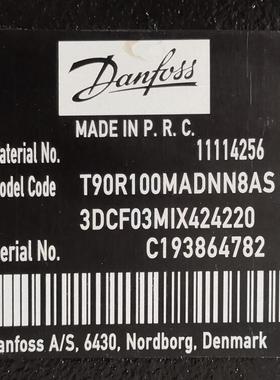 Danfoss
MADE IN P. R. C.
aterial No. 11114256
odel Code T90R100MADNN8AS
3DCF03MIX424220
erial No. C193864782
anfoss A/S, 6430, Nordborg, Denmark